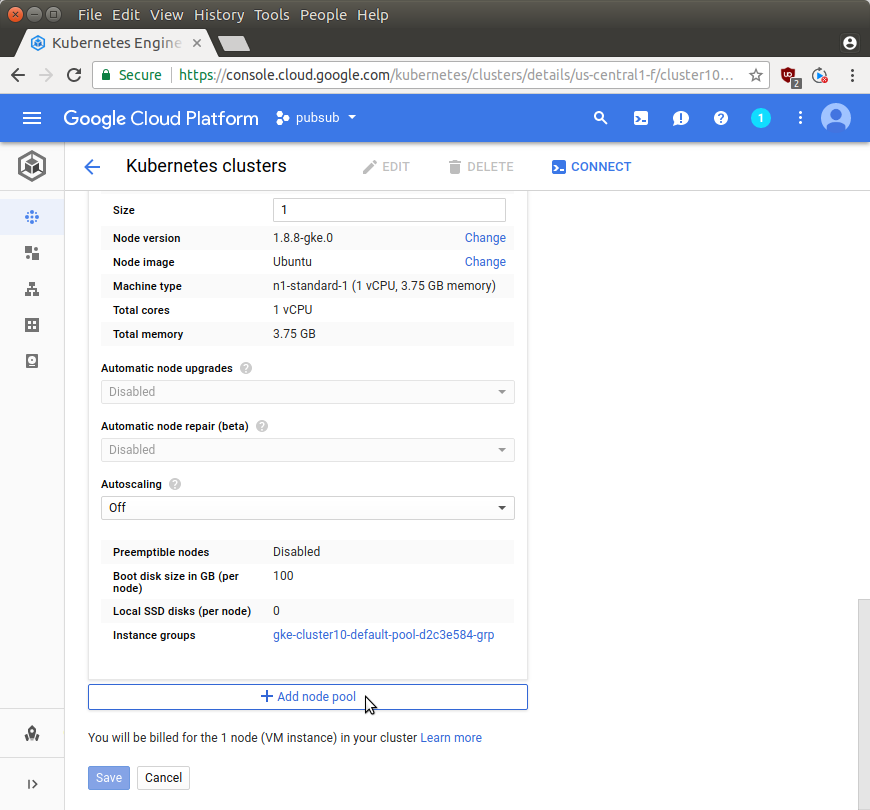 File Edit View History Tools People Help
Kubernetes Engine
Secure https://console.cloud.google.com/kubernetes/clusters/details/us-central1-f/cluster10...
2
Google Cloud Platform pubsub 1
Kubernetes clusters EDIT DELETE CONNECT
Size 1
Node version 1.8.8-gke.0 Change
Node image Ubuntu Change
Machine type n1-standard-1 (1 vCPU, 3.75 GB memory)
Total cores 1 vCPU
Total memory 3.75 GB
Automatic node upgrades ?
Disabled
Automatic node repair (beta) ?
Disabled
Autoscaling ?
Off
Preemptible nodes Disabled
Boot disk size in GB (per 100
node)
Local SSD disks (per node) 0
Instance groups gke-cluster10-default-pool-d2c3e584-grp
+ Add node pool
You will be billed for the 1 node (VM instance) in your cluster Learn more
Save Cancel